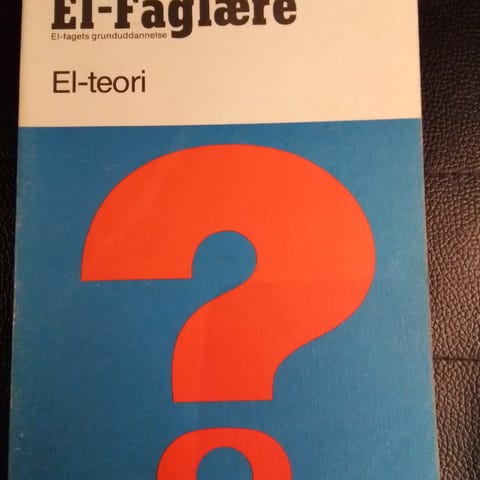 El-Faglære
El-fagets grunduddannelse
El-teori
?